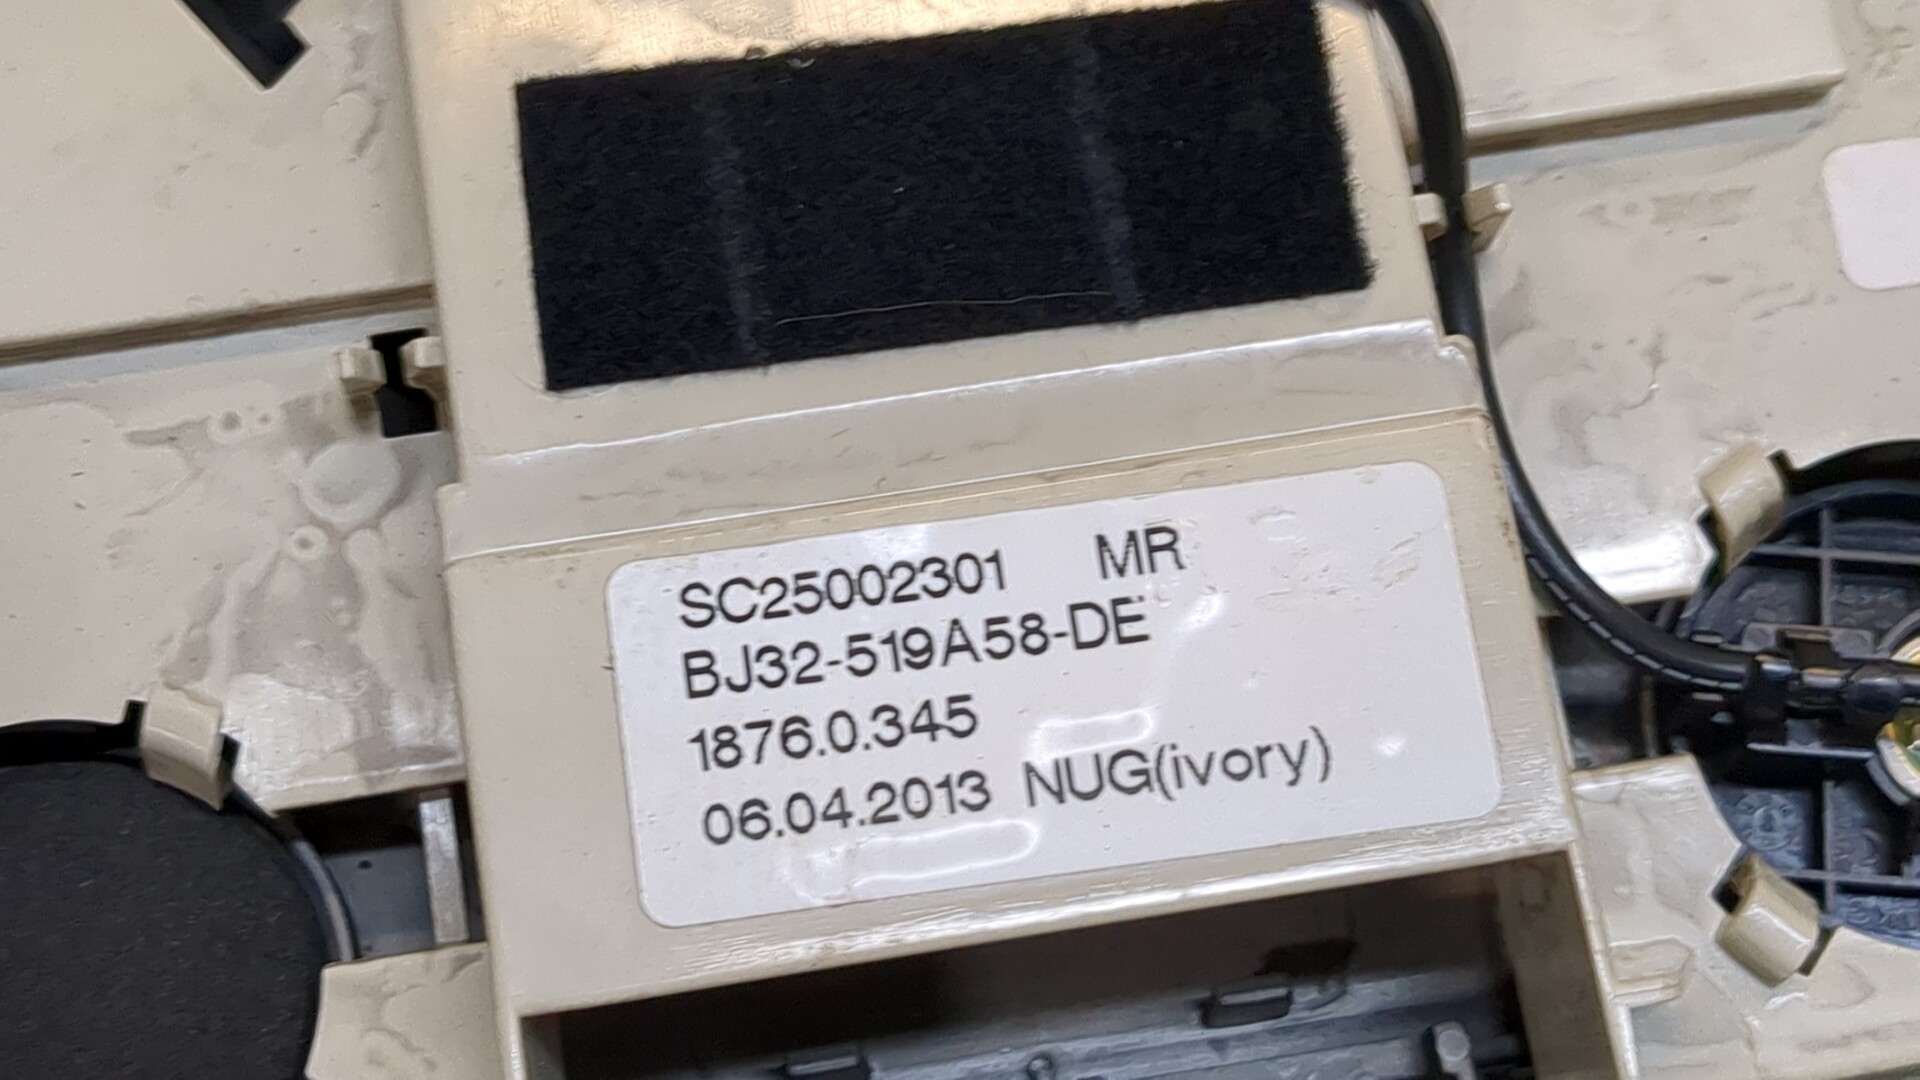 SC25002301 MR
BJ32-519A58-DE
1876.0.345
06.04.2013 NUG(ivory)